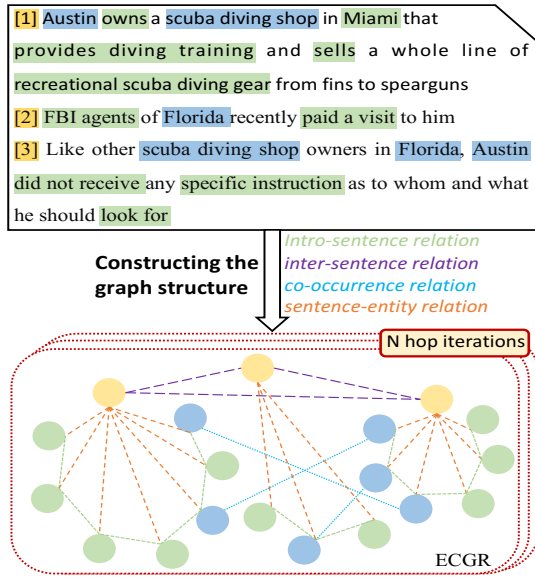 [1] Austin owns a scuba diving shop in Miami that
provides diving training and sells a whole line of
recreational scuba diving gear from fins to spearguns
[2] FBI agents of Florida recently paid a visit to him
[3] Like other scuba diving shop owners in Florida, Austin
did not receive any specific instruction as to whom and what
he should look for
Constructing the
graph structure
Intro-sentence relation
inter-sentence relation
co-occurrence relation
sentence-entity relation
N hop iterations
ECGR